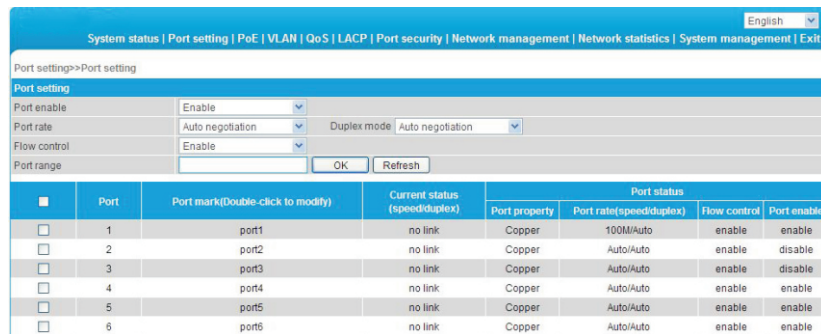 English
System status | Port setting | PoE | VLAN | QoS | LACP | Port security | Network management | Network statistics | System management | Exit
Port setting>>Port setting
Port setting
Port enable Enable
Port rate Auto negotiation Duplex mode Auto negotiation
Flow control Enable
Port range OK Refresh
Port Port mark(Double-click to modify) Current status (speed/duplex) Port status
Port property Port rate(speed/duplex) Flow control Port enable
1 port1 no link Copper 100M/Auto enable enable
2 port2 no link Copper Auto/Auto enable disable
3 port3 no link Copper Auto/Auto enable disable
4 port4 no link Copper Auto/Auto enable enable
5 port5 no link Copper Auto/Auto enable enable
6 port6 no link Copper Auto/Auto enable enable